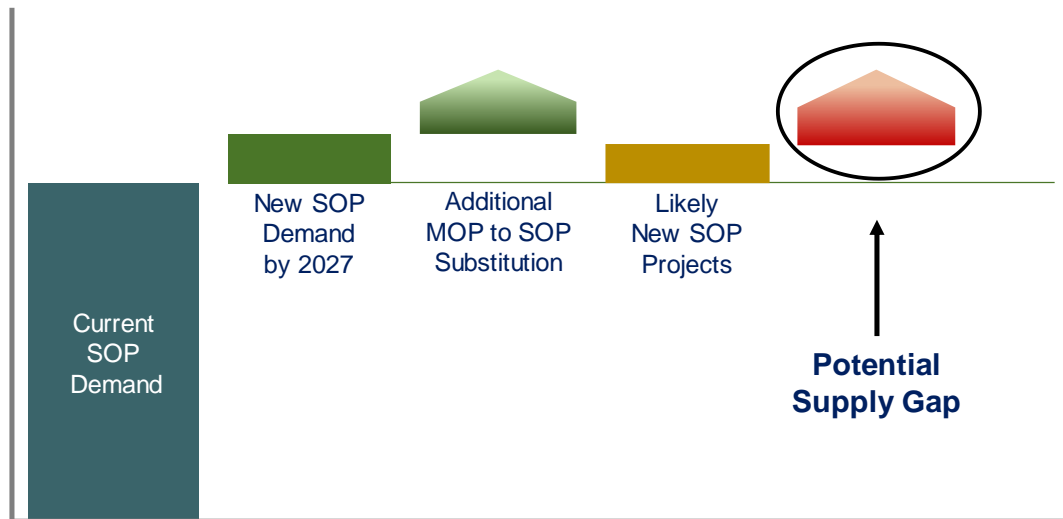 Current
SOP
Demand
New SOP
Demand
by 2027
Additional
MOP to SOP
Substitution
Likely
New SOP
Projects
Potential
Supply Gap